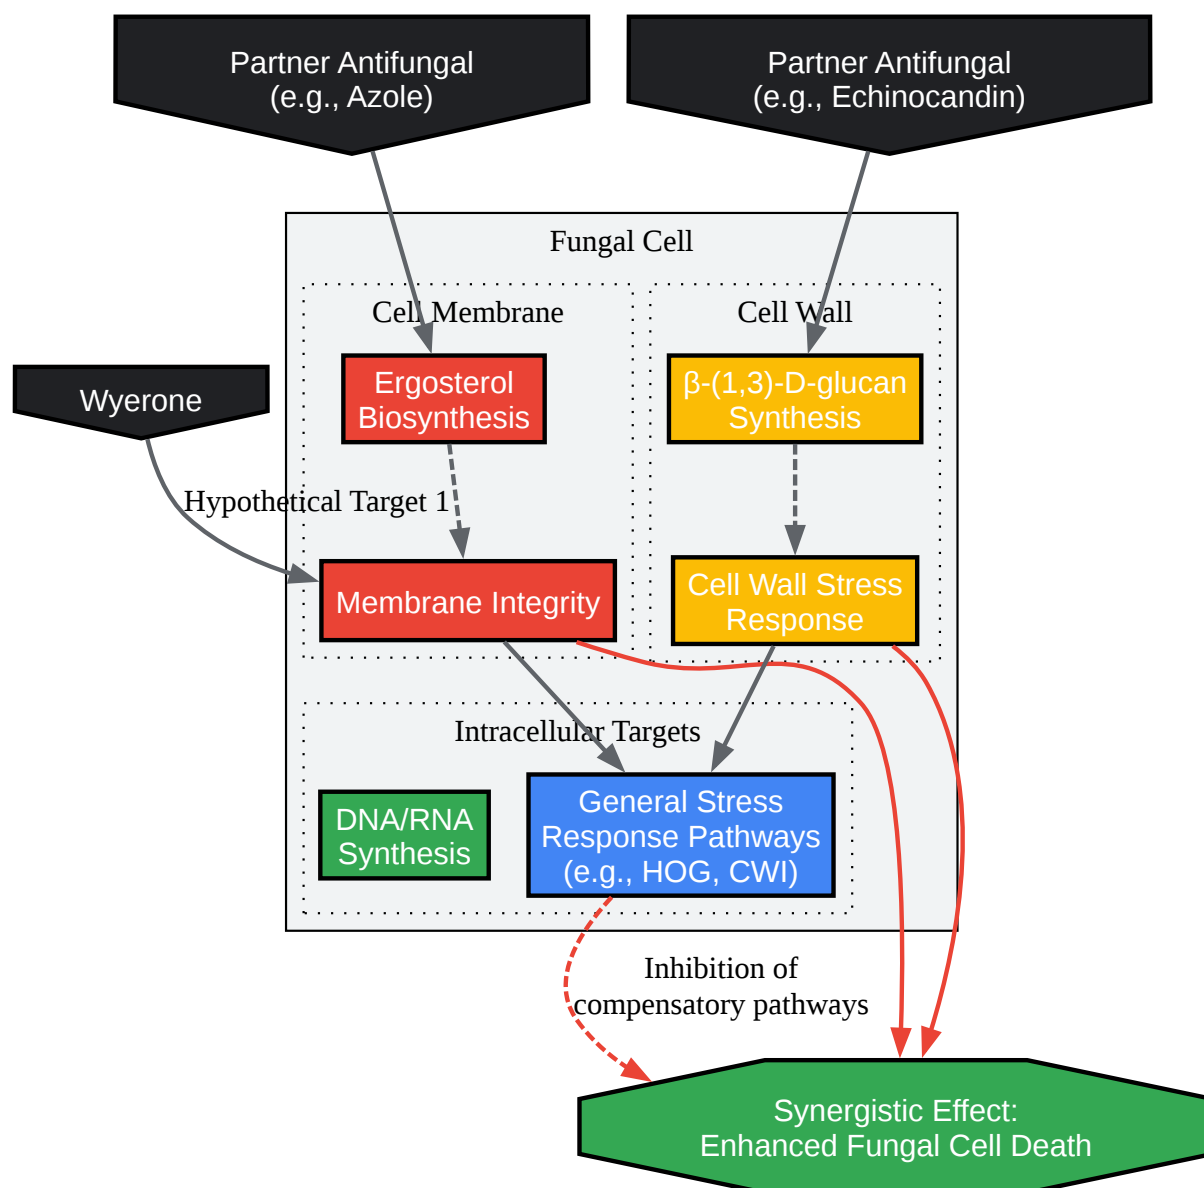 Partner Antifungal
(e.g., Azole)
Partner Antifungal
(e.g., Echinocandin)
Fungal Cell
Cell Membrane
Cell Wall
Ergosterol
Biosynthesis
β-(1,3)-D-glucan
Synthesis
Wyerone
Hypothetical Target 1
Membrane Integrity
Cell Wall Stress
Response
Intracellular Targets
DNA/RNA
Synthesis
General Stress
Response Pathways
(e.g., HOG, CWI)
Inhibition of
compensatory pathways
Synergistic Effect:
Enhanced Fungal Cell Death